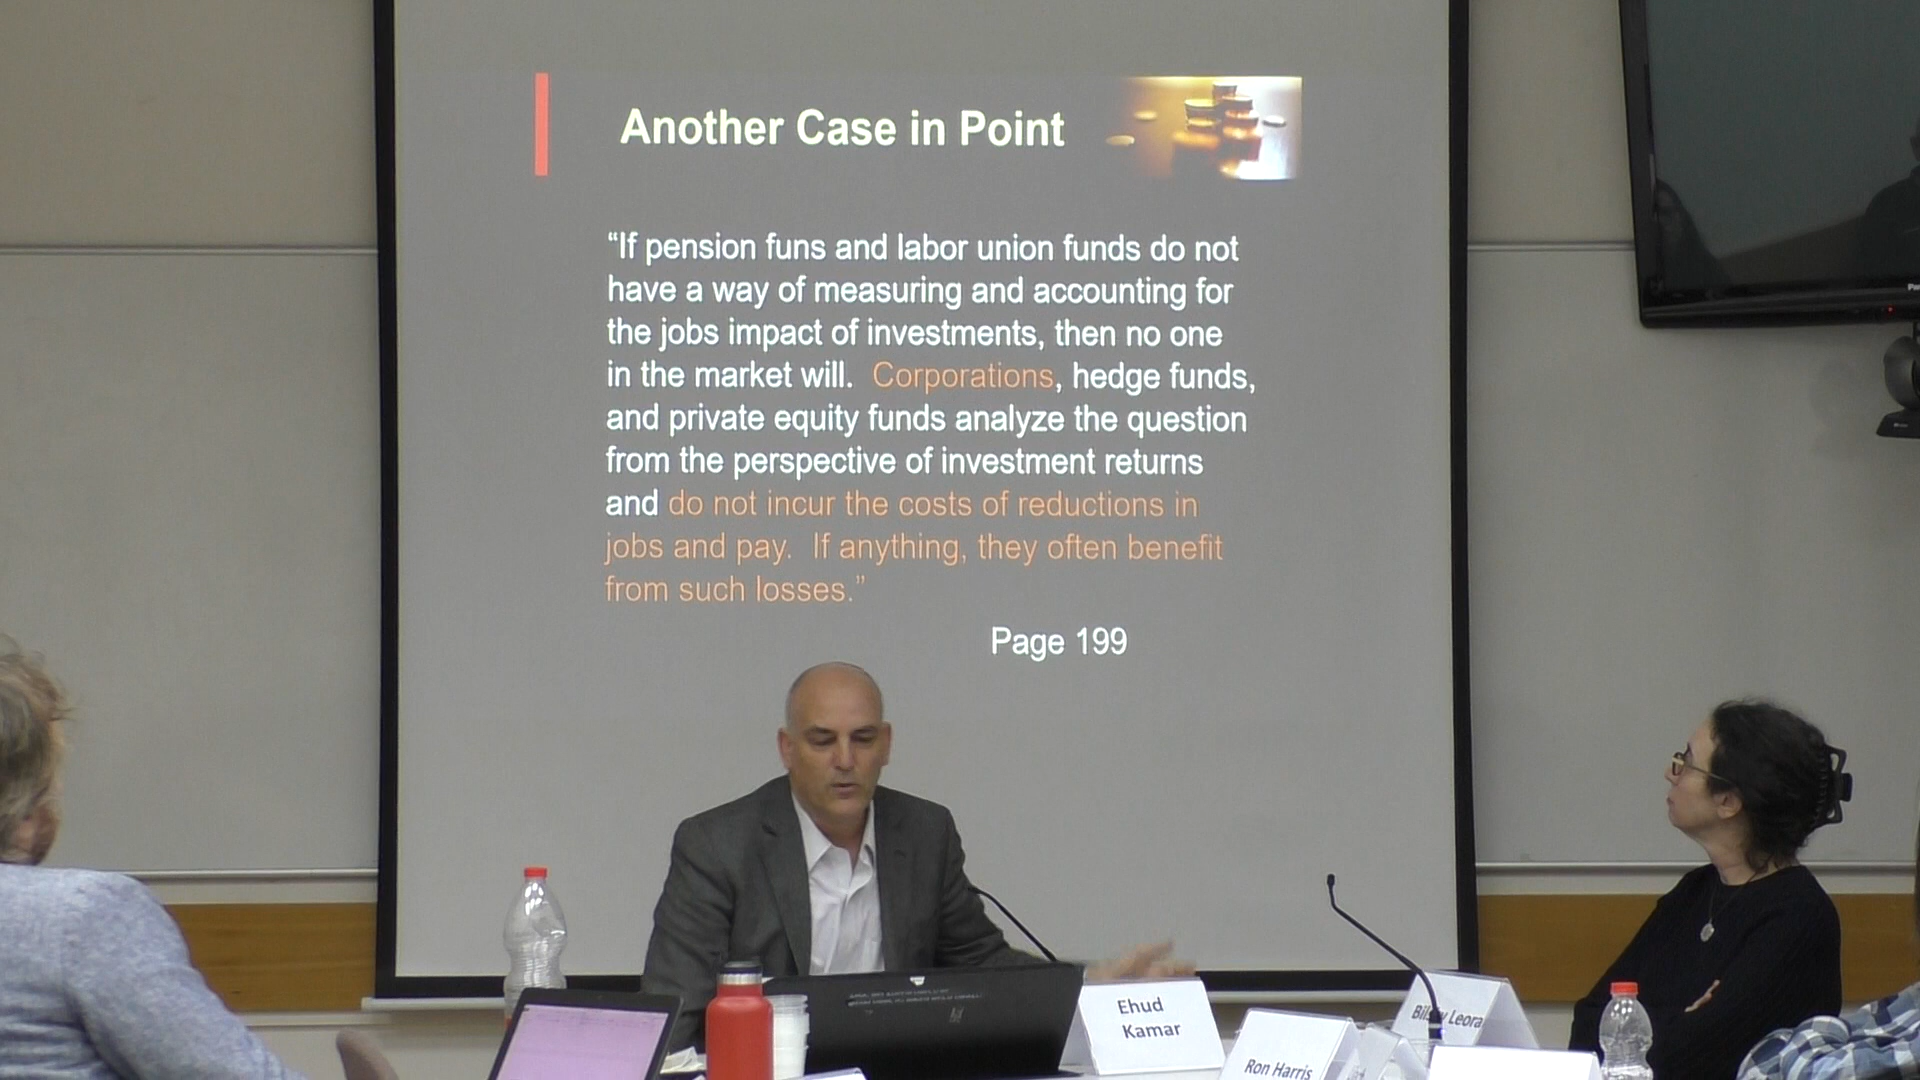 Another Case in Point
“If pension funs and labor union funds do not
have a way of measuring and accounting for
the jobs impact of investments, then no one
in the market will.  Corporations, hedge funds,
and private equity funds analyze the question
from the perspective of investment returns
and do not incur the costs of reductions in
jobs and pay.  If anything, they often benefit
from such losses.”
Page 199
Ehud
Kamar
Ron Harris
Leora